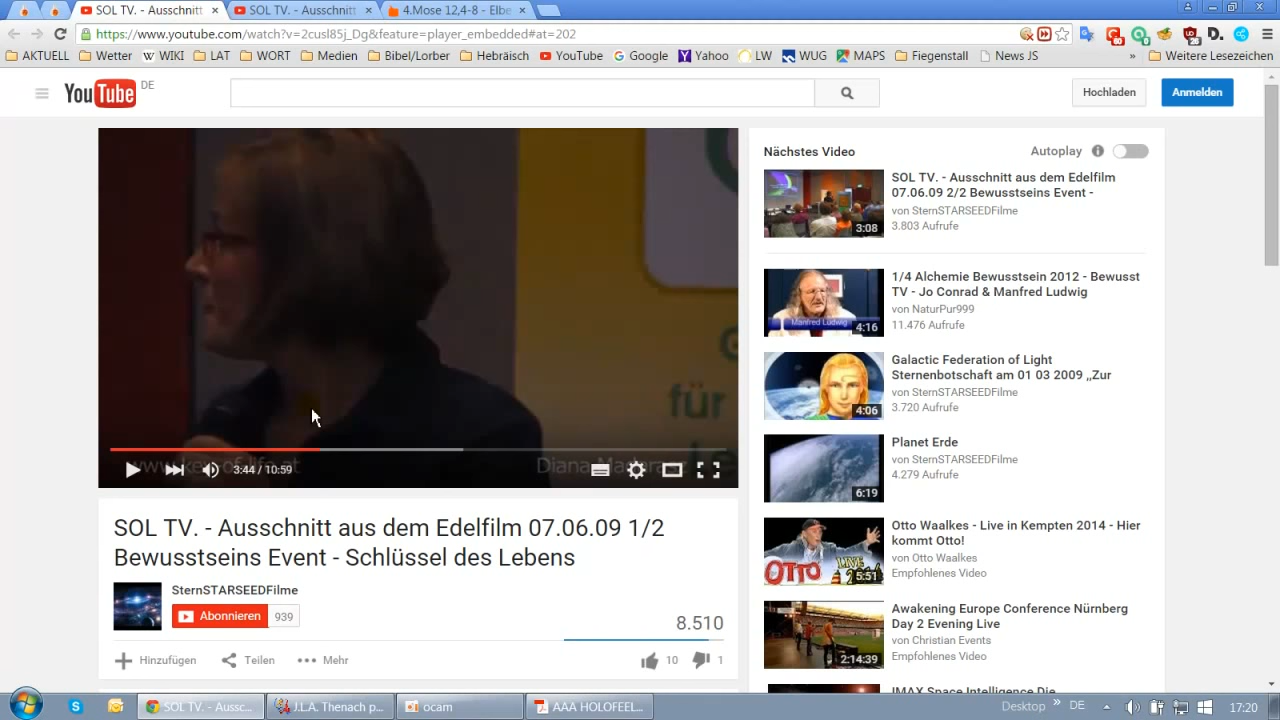 SOL TV. - Ausschnitt
SOL TV. - Ausschnitt
4.Mose 12,4-8 - Elbe
https://www.youtube.com/watch?v=2cusl85j_Dg&feature=player_embedded#at=202
AKTUELL Wetter WIKI LAT WORT Medien Bibel/Lorber Hebräisch YouTube Google Yahoo LW WUG MAPS Fiegenstall News JS » Weitere Lesezeichen
YouTube DE
Hochladen Anmelden
für
3:44 / 10:59
SOL TV. - Ausschnitt aus dem Edelfilm 07.06.09 1/2
Bewusstseins Event - Schlüssel des Lebens
SternSTARSEEDFilme
Abonnieren 939
8.510
Hinzufügen Teilen Mehr 10 1
Nächstes Video Autoplay
SOL TV. - Ausschnitt aus dem Edelfilm
07.06.09 2/2 Bewusstseins Event -
von SternSTARSEEDFilme
3.803 Aufrufe
3:08
1/4 Alchemie Bewusstsein 2012 - Bewusst
TV - Jo Conrad & Manfred Ludwig
von NaturPur999
11.476 Aufrufe
Manfred Ludwig
4:16
Galactic Federation of Light
Sternenbotschaft am 01 03 2009 ,,Zur
von SternSTARSEEDFilme
3.720 Aufrufe
4:06
Planet Erde
von SternSTARSEEDFilme
4.279 Aufrufe
6:19
Otto Waalkes - Live in Kempten 2014 - Hier
kommt Otto!
von Otto Waalkes
Empfohlenes Video
OTTO LIVE
5:51
Awakening Europe Conference Nürnberg
Day 2 Evening Live
von Christian Events
Empfohlenes Video
2:14:39
IMAX Space Intelligence Die
SOL TV. - Aussc...
J.L.A. Thenach p...
ocam
AAA HOLOFEEL...
Desktop » DE 17:20